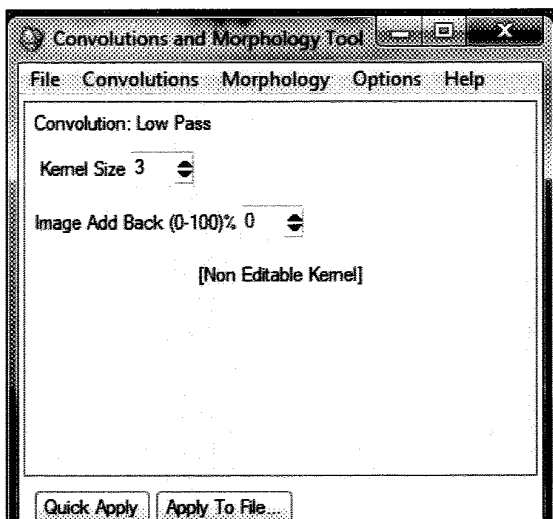 Convolutions and Morphology Tool
File Convolutions Morphology Options Help
Convolution: Low Pass
Kernel Size 3
Image Add Back (0-100)% 0
[Non Editable Kernel]
Quick Apply Apply To File...